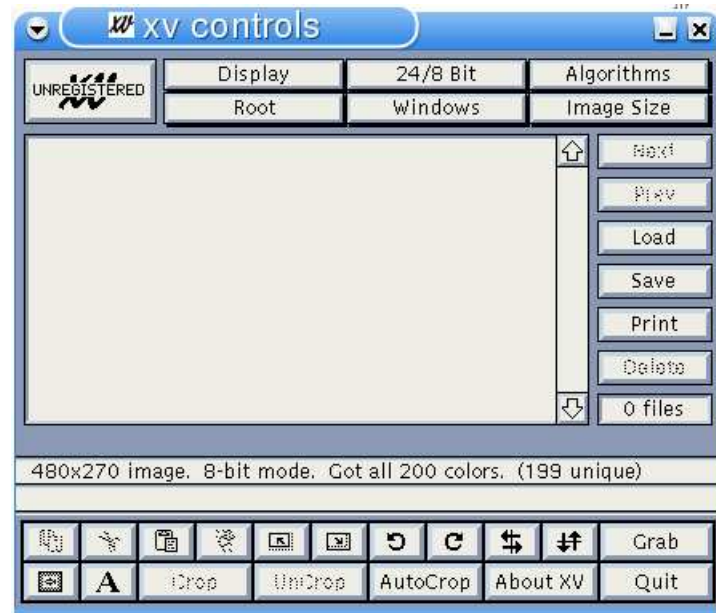 xv controls
UNREGISTERED
Display
24/8 Bit
Algorithms
Root
Windows
Image Size
Next
Prev
Load
Save
Print
Delete
0 files
480x270 image. 8-bit mode. Got all 200 colors. (199 unique)
Grab
A
Crop
UnCrop
AutoCrop
About XV
Quit